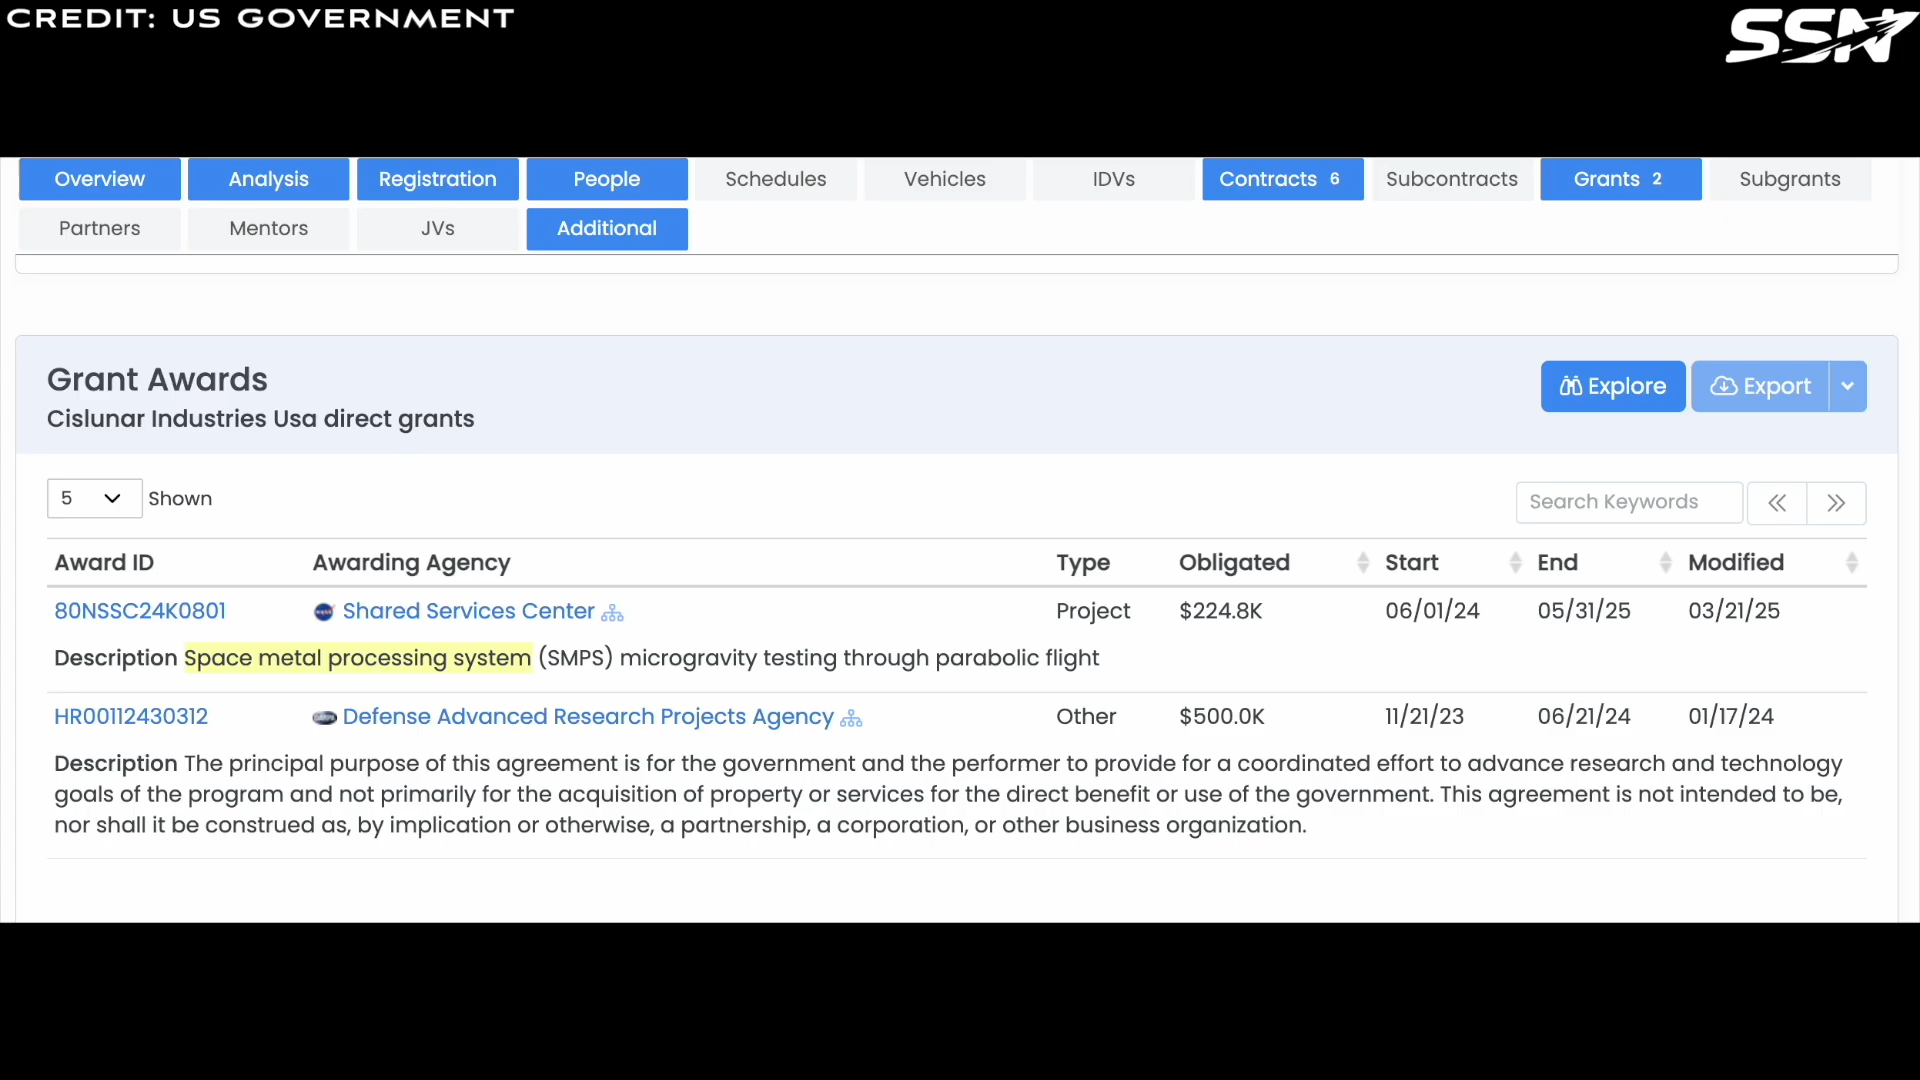 CREDIT: US GOVERNMENT
SSN
Overview Analysis Registration People Schedules Vehicles IDVs Contracts 6 Subcontracts Grants 2 Subgrants
Partners Mentors JVs Additional
Grant Awards
Cislunar Industries Usa direct grants
Explore Export
5 Shown
Search Keywords
Award ID Awarding Agency Type Obligated Start End Modified
80NSSC24K0801 Shared Services Center Project $224.8K 06/01/24 05/31/25 03/21/25
Description Space metal processing system (SMPS) microgravity testing through parabolic flight
HR00112430312 Defense Advanced Research Projects Agency Other $500.0K 11/21/23 06/21/24 01/17/24
Description The principal purpose of this agreement is for the government and the performer to provide for a coordinated effort to advance research and technology
goals of the program and not primarily for the acquisition of property or services for the direct benefit or use of the government. This agreement is not intended to be,
nor shall it be construed as, by implication or otherwise, a partnership, a corporation, or other business organization.